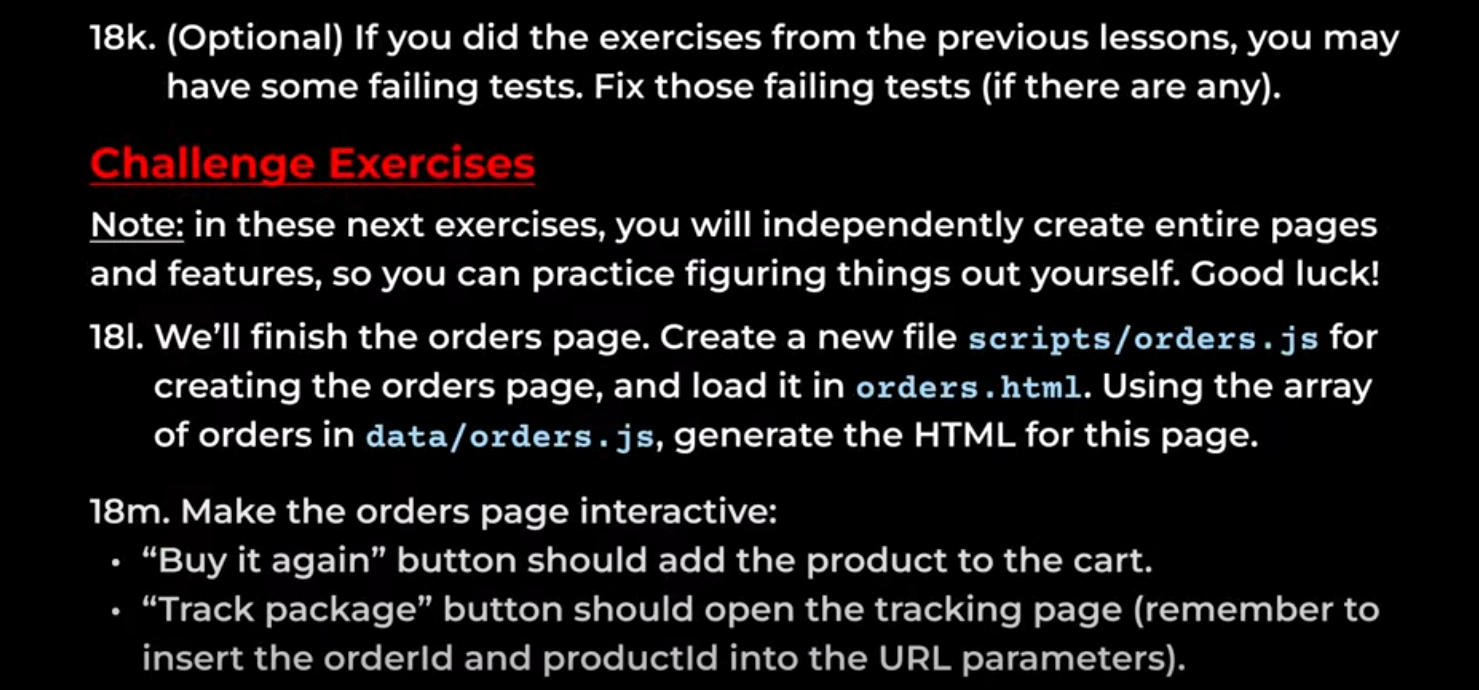 18k. (Optional) If you did the exercises from the previous lessons, you may
have some failing tests. Fix those failing tests (if there are any).
Challenge Exercises
Note: in these next exercises, you will independently create entire pages
and features, so you can practice figuring things out yourself. Good luck!
18l. We’ll finish the orders page. Create a new file scripts/orders.js for
creating the orders page, and load it in orders.html. Using the array
of orders in data/orders.js, generate the HTML for this page.
18m. Make the orders page interactive:
• “Buy it again” button should add the product to the cart.
• “Track package” button should open the tracking page (remember to
insert the orderId and productId into the URL parameters).